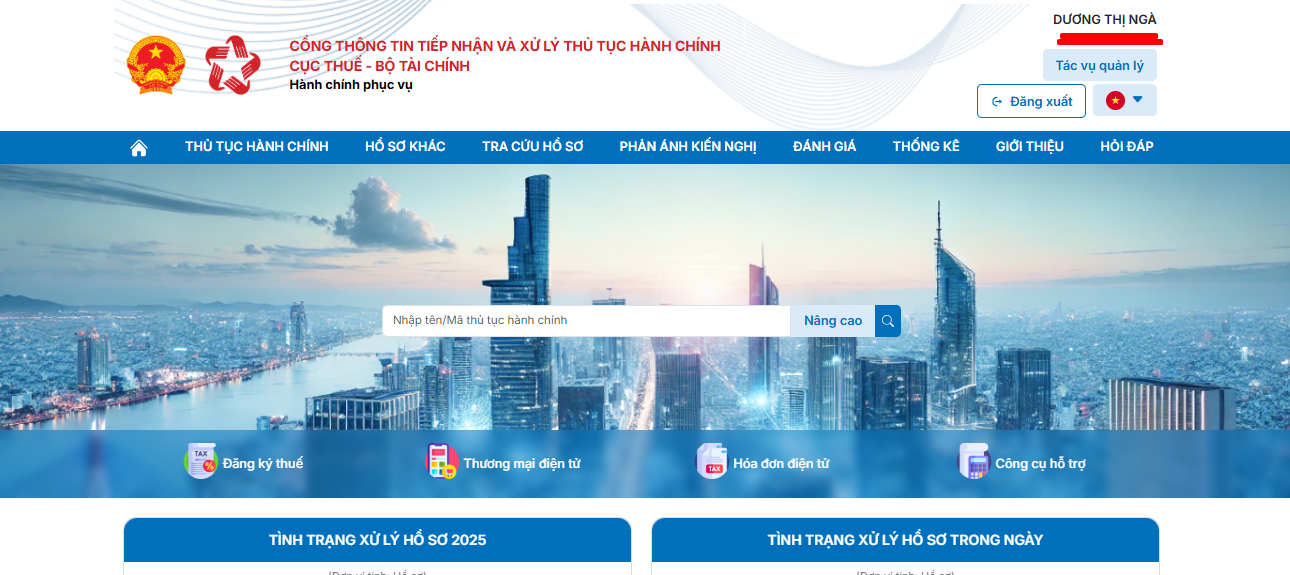 DƯƠNG THỊ NGÀ
CỔNG THÔNG TIN TIẾP NHẬN VÀ XỬ LÝ THỦ TỤC HÀNH CHÍNH
CỤC THUẾ - BỘ TÀI CHÍNH
Hành chính phục vụ
Tác vụ quản lý
Đăng xuất
THỦ TỤC HÀNH CHÍNH HỒ SƠ KHÁC TRA CỨU HỒ SƠ PHẢN ÁNH KIẾN NGHỊ ĐÁNH GIÁ THỐNG KÊ GIỚI THIỆU HỎI ĐÁP
Nhập tên/Mã thủ tục hành chính Nâng cao
TAX Đăng ký thuế Thương mại điện tử TAX Hóa đơn điện tử Công cụ hỗ trợ
TÌNH TRẠNG XỬ LÝ HỒ SƠ 2025 TÌNH TRẠNG XỬ LÝ HỒ SƠ TRONG NGÀY